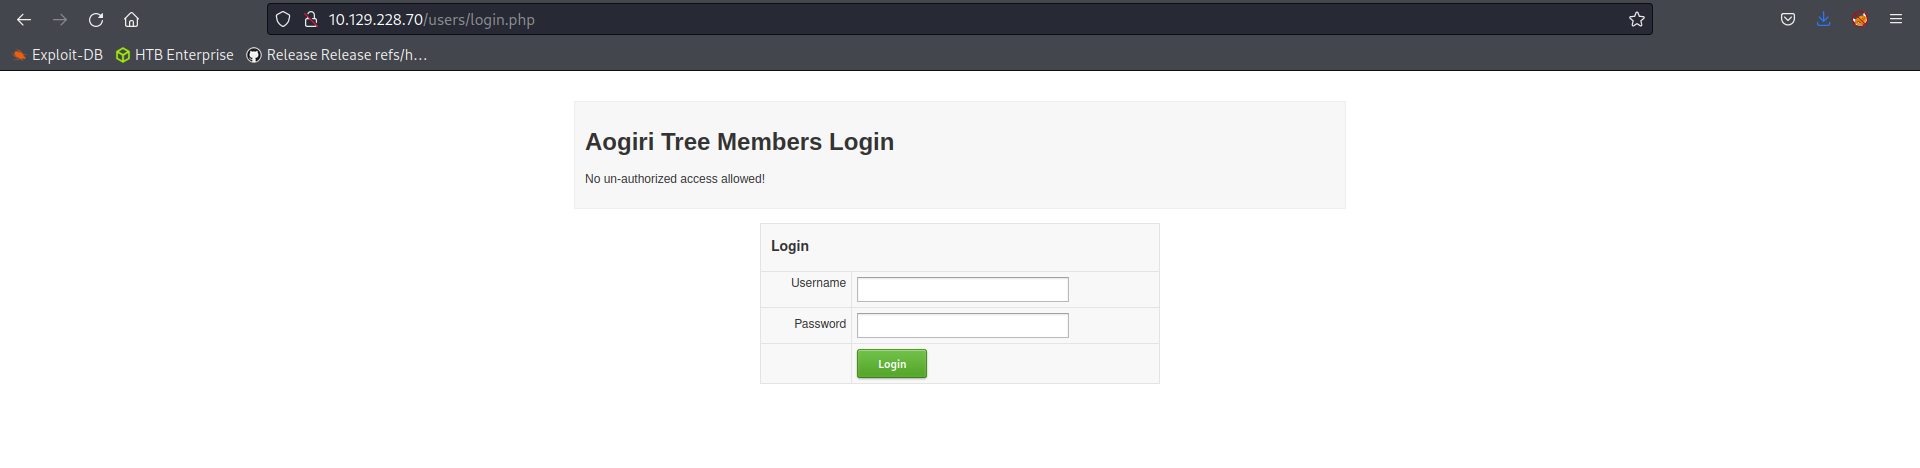 10.129.228.70/users/login.php
Exploit-DB HTB Enterprise Release Release refs/h...
Aogiri Tree Members Login
No un-authorized access allowed!
Login
Username
Password
Login